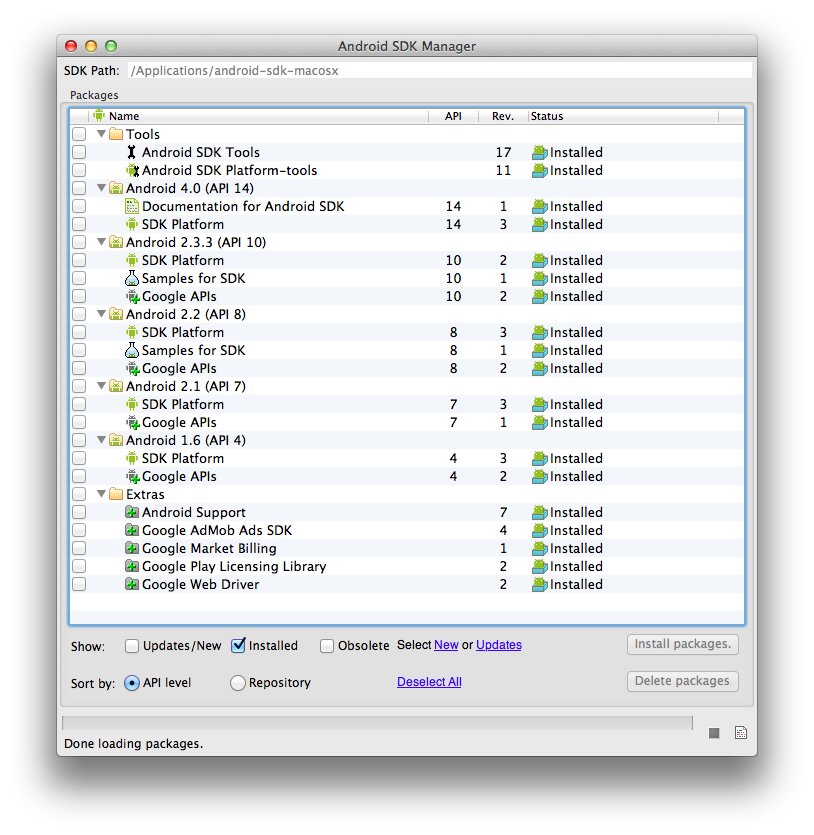 Android SDK Manager
SDK Path: /Applications/android-sdk-macosx
Packages
Name API Rev. Status
Tools
Android SDK Tools 17 Installed
Android SDK Platform-tools 11 Installed
Android 4.0 (API 14)
Documentation for Android SDK 14 1 Installed
SDK Platform 14 3 Installed
Android 2.3.3 (API 10)
SDK Platform 10 2 Installed
Samples for SDK 10 1 Installed
Google APIs 10 2 Installed
Android 2.2 (API 8)
SDK Platform 8 3 Installed
Samples for SDK 8 1 Installed
Google APIs 8 2 Installed
Android 2.1 (API 7)
SDK Platform 7 3 Installed
Google APIs 7 1 Installed
Android 1.6 (API 4)
SDK Platform 4 3 Installed
Google APIs 4 2 Installed
Extras
Android Support 7 Installed
Google AdMob Ads SDK 4 Installed
Google Market Billing 1 Installed
Google Play Licensing Library 2 Installed
Google Web Driver 2 Installed
Show: Updates/New Installed Obsolete Select New or Updates Install packages.
Sort by: API level Repository Deselect All Delete packages
Done loading packages.